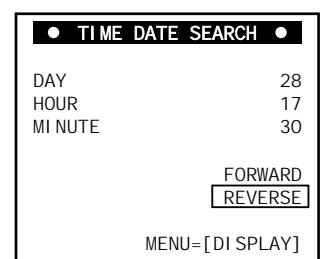 ● TIME DATE SEARCH ●
DAY 28
HOUR 17
MINUTE 30
FORWARD
REVERSE
MENU=[DISPLAY]